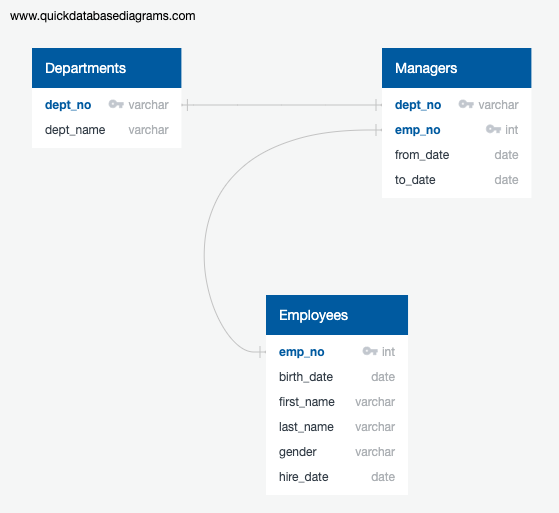 www.quickdatabasediagrams.com
Departments
dept_no varchar
dept_name varchar
Managers
dept_no varchar
emp_no int
from_date date
to_date date
Employees
emp_no int
birth_date date
first_name varchar
last_name varchar
gender varchar
hire_date date